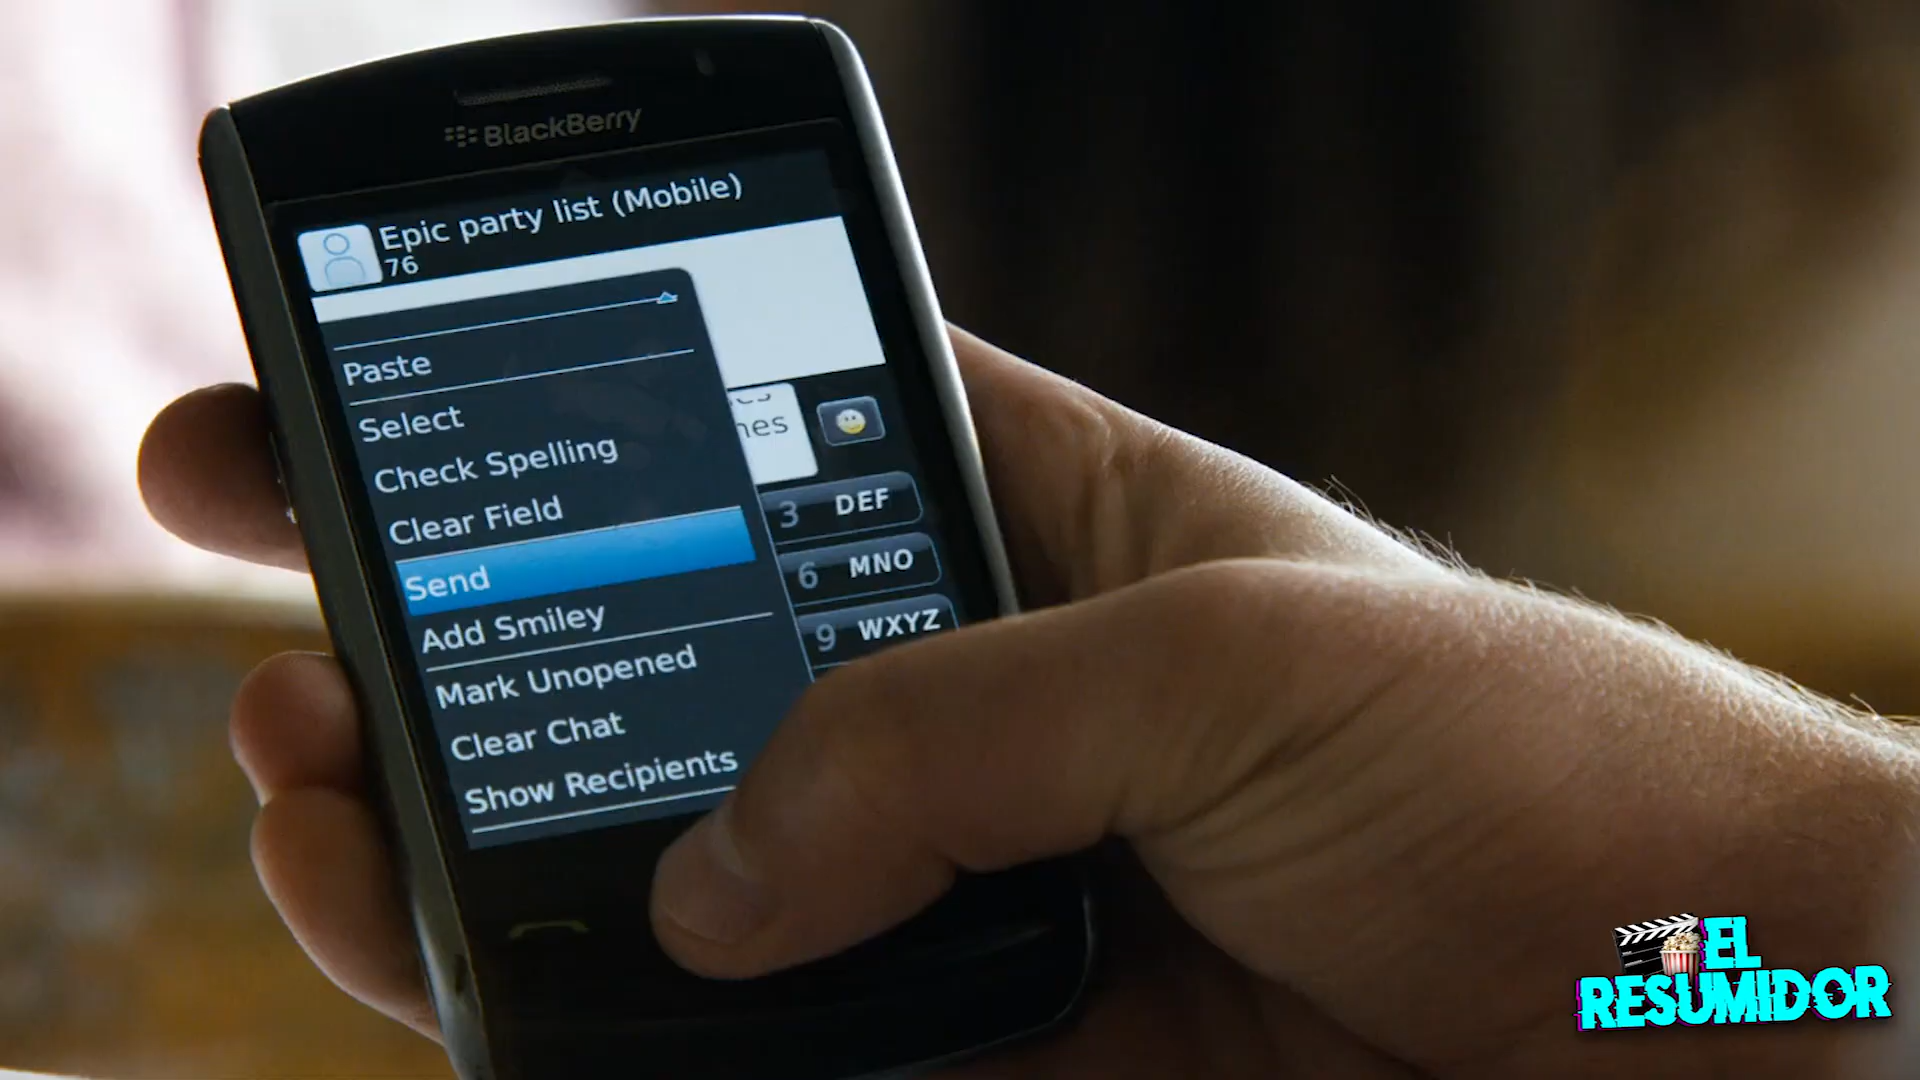 BlackBerry
Epic party list (Mobile)
76
Paste
Select
Check Spelling
Clear Field
Send
Add Smiley
Mark Unopened
Clear Chat
Show Recipients
3 DEF
6 MNO
9 WXYZ
EL
RESUMIDOR